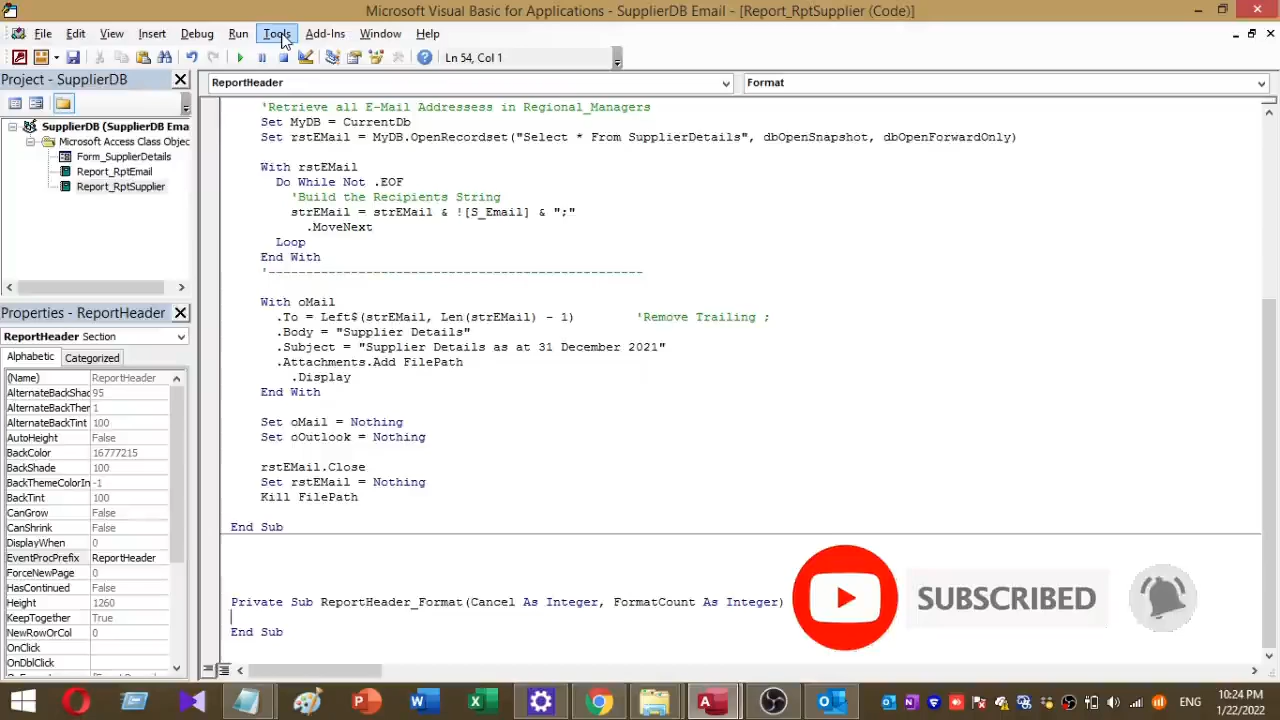 Microsoft Visual Basic for Applications - SupplierDB Email - [Report_RptSupplier (Code)]
File Edit View Insert Debug Run Tools Add-Ins Window Help
Ln 54, Col 1
Project - SupplierDB
ReportHeader
Format
SupplierDB (SupplierDB Ema
Microsoft Access Class Objec
Form_SupplierDetails
Report_RptEmail
Report_RptSupplier
'Retrieve all E-Mail Addressess in Regional_Managers
Set MyDB = CurrentDb
Set rstEMail = MyDB.OpenRecordset("Select * From SupplierDetails", dbOpenSnapshot, dbOpenForwardOnly)
With rstEMail
Do While Not .EOF
'Build the Recipients String
strEMail = strEMail & ![S_Email] & ";"
.MoveNext
Loop
End With
'--------------------------------------------------
With oMail
.To = Left$(strEMail, Len(strEMail) - 1) 'Remove Trailing ;
.Body = "Supplier Details"
.Subject = "Supplier Details as at 31 December 2021"
.Attachments.Add FilePath
.Display
End With
Set oMail = Nothing
Set oOutlook = Nothing
rstEMail.Close
Set rstEMail = Nothing
Kill FilePath
End Sub
Private Sub ReportHeader_Format(Cancel As Integer, FormatCount As Integer)
End Sub
Properties - ReportHeader
ReportHeader Section
Alphabetic Categorized
(Name) ReportHeader
AlternateBackShac 95
AlternateBackTher 1
AlternateBackTint 100
AutoHeight False
BackColor 16777215
BackShade 100
BackThemeColorIn -1
BackTint 100
CanGrow False
CanShrink False
DisplayWhen 0
EventProcPrefix ReportHeader
ForceNewPage 0
HasContinued False
Height 1260
KeepTogether True
NewRowOrCol 0
OnClick
OnDblClick
SUBSCRIBED
ENG
10:24 PM
1/22/2022